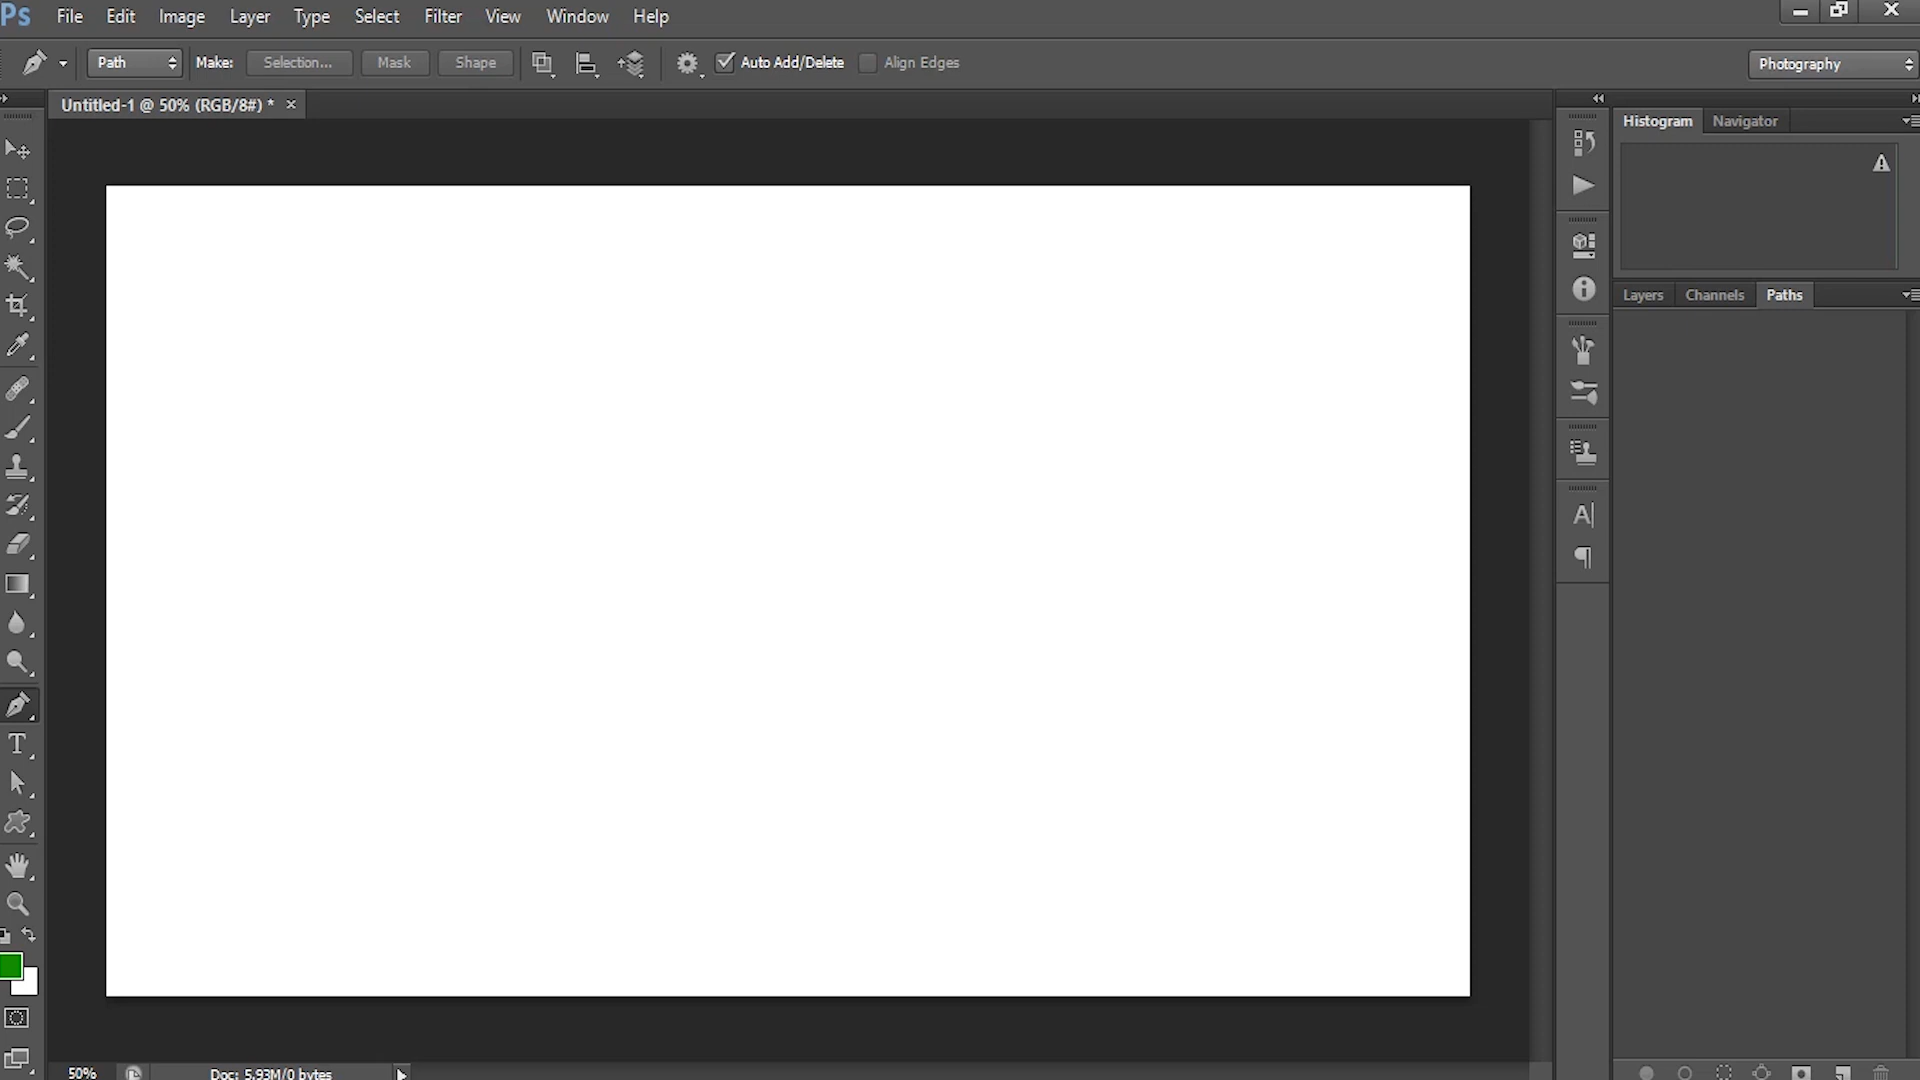 Ps File Edit Image Layer Type Select Filter View Window Help
Path Make: Selection... Mask Shape Auto Add/Delete Align Edges Photography
Untitled-1 @ 50% (RGB/8#) * ×
Histogram Navigator
Layers Channels Paths
50% Doc: 5.93M/0 bytes